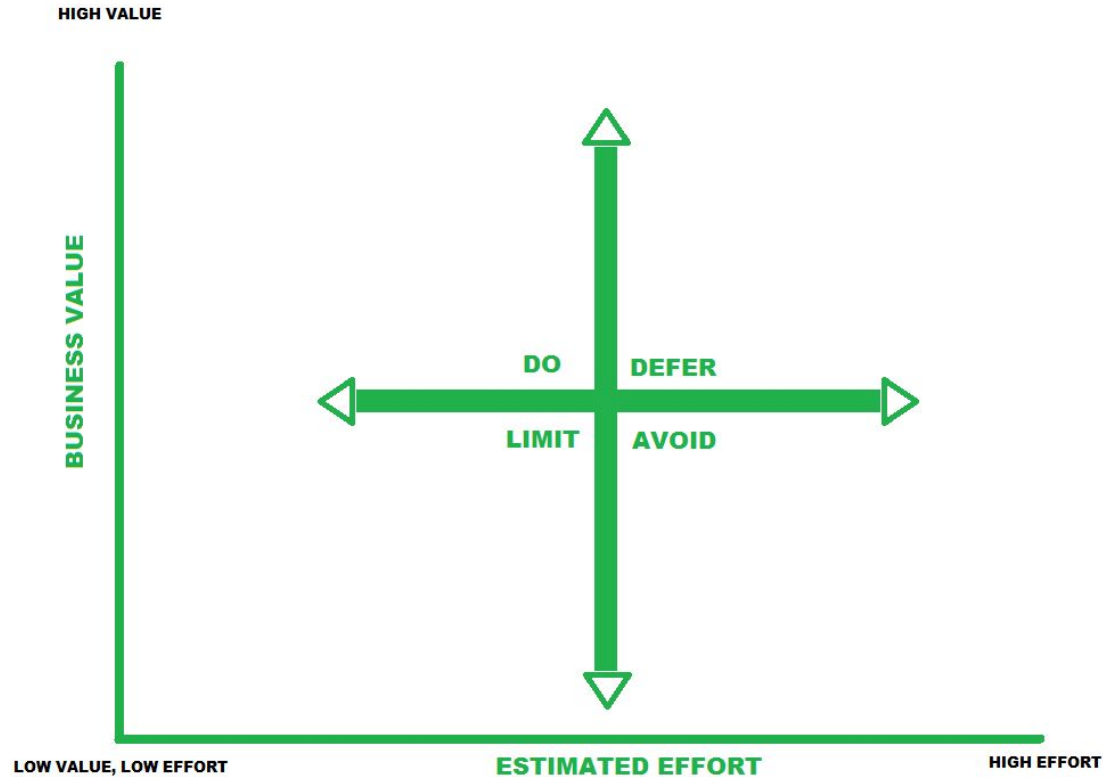 HIGH VALUE
BUSINESS VALUE
DO
DEFER
LIMIT
AVOID
LOW VALUE, LOW EFFORT
ESTIMATED EFFORT
HIGH EFFORT